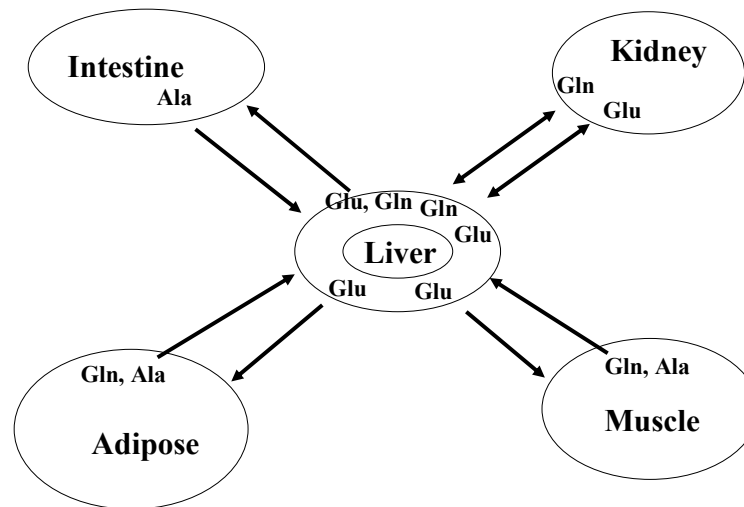 Intestine
Ala
Kidney
Gln
Glu
Glu, Gln
Gln
Glu
Liver
Glu
Glu
Gln, Ala
Adipose
Gln, Ala
Muscle